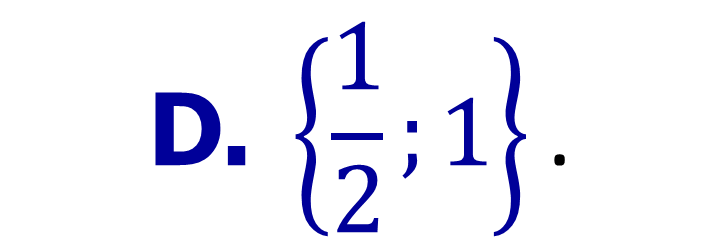 D. {1/2; 1}.